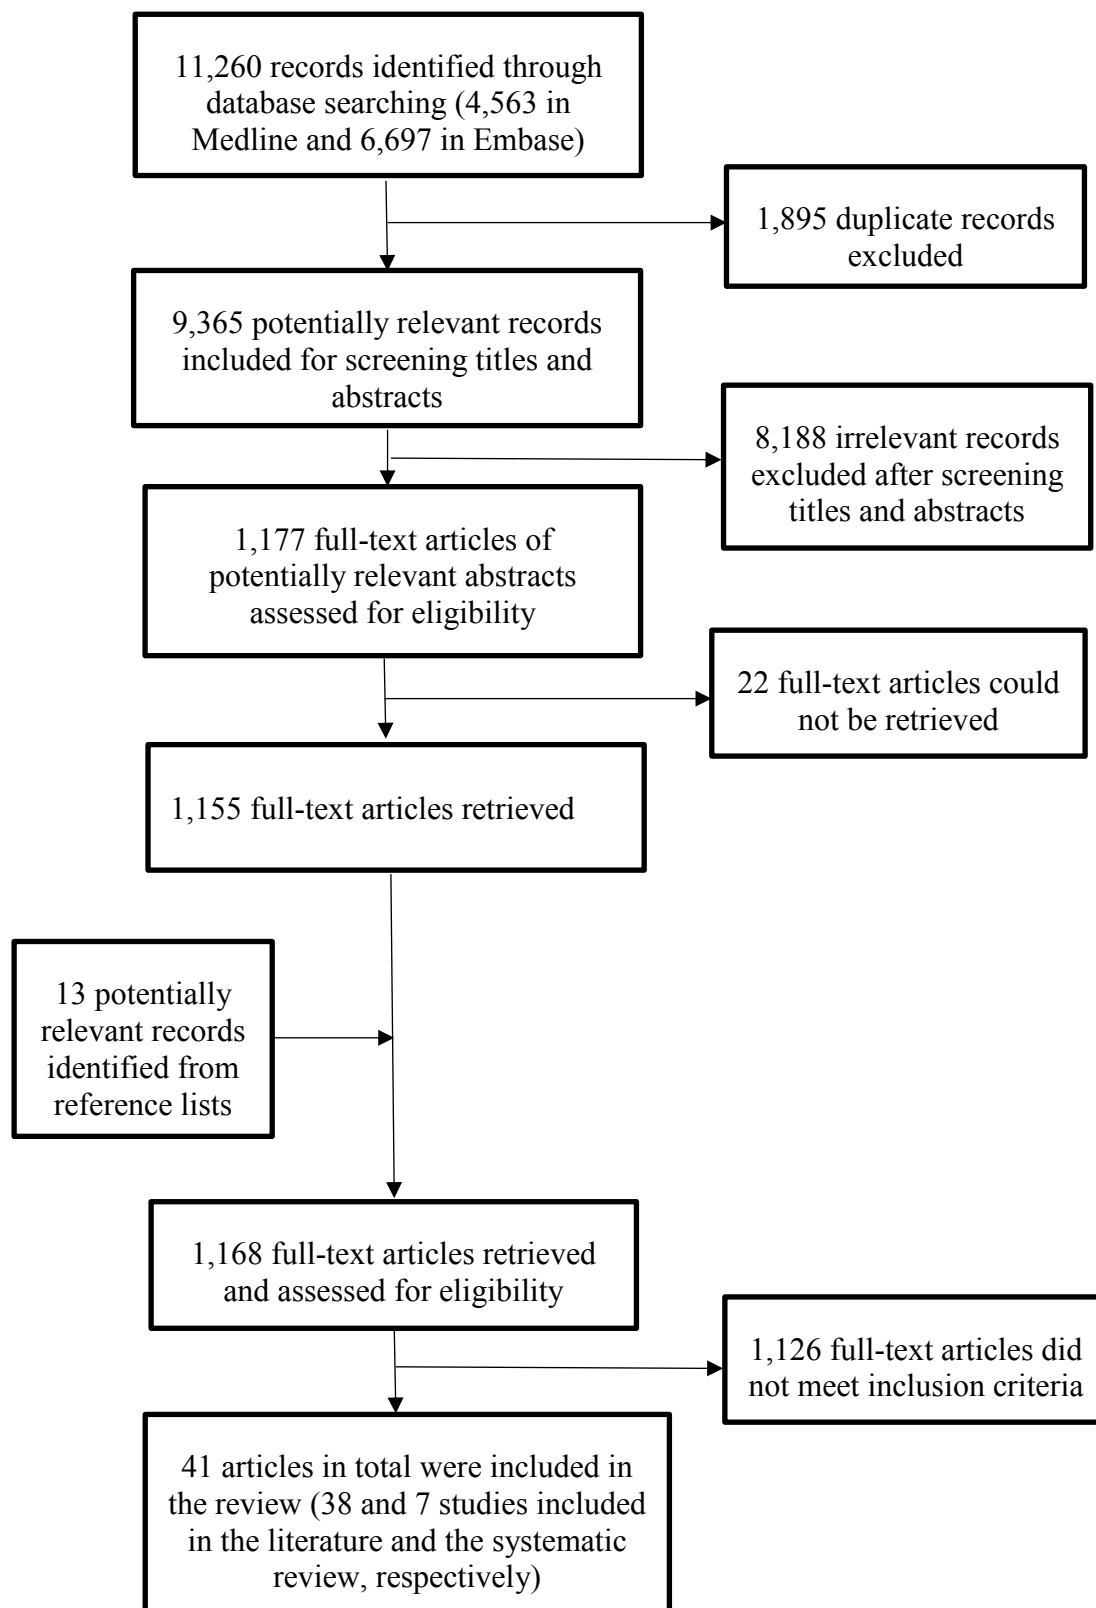 11,260 records identified through
database searching (4,563 in
Medline and 6,697 in Embase)
1,895 duplicate records
excluded
9,365 potentially relevant records
included for screening titles and
abstracts
8,188 irrelevant records
excluded after screening
titles and abstracts
1,177 full-text articles of
potentially relevant abstracts
assessed for eligibility
22 full-text articles could
not be retrieved
1,155 full-text articles retrieved
13 potentially
relevant records
identified from
reference lists
1,168 full-text articles retrieved
and assessed for eligibility
1,126 full-text articles did
not meet inclusion criteria
41 articles in total were included in
the review (38 and 7 studies included
in the literature and the systematic
review, respectively)